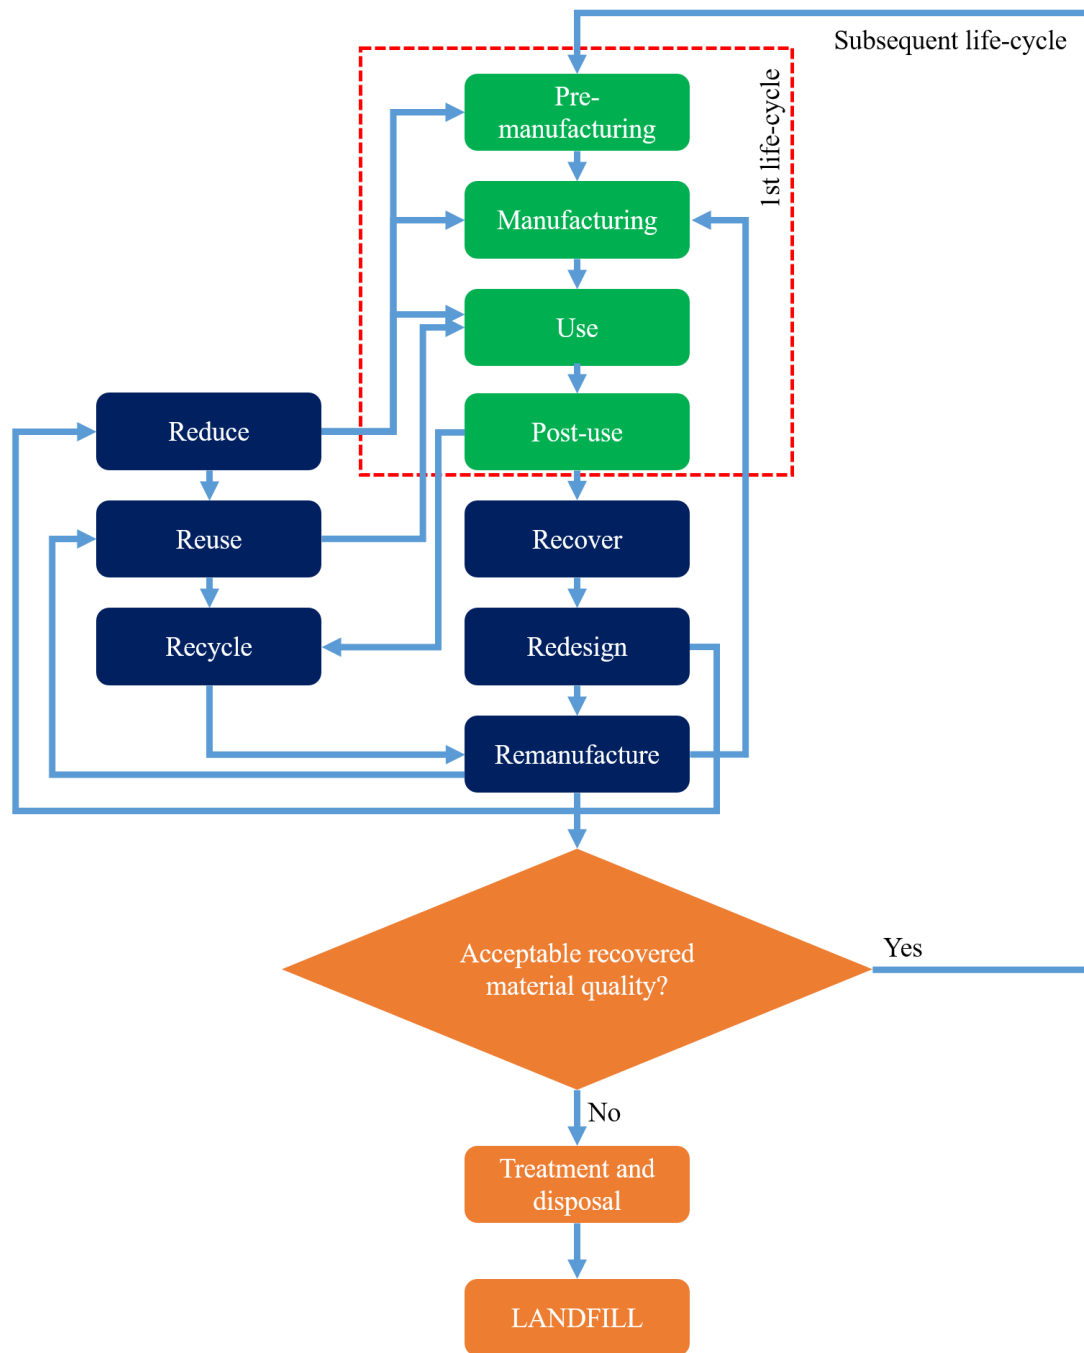 Subsequent life-cycle
1st life-cycle
Pre-
manufacturing
Manufacturing
Use
Post-use
Reduce
Reuse
Recycle
Recover
Redesign
Remanufacture
Acceptable recovered
material quality?
Yes
No
Treatment and
disposal
LANDFILL